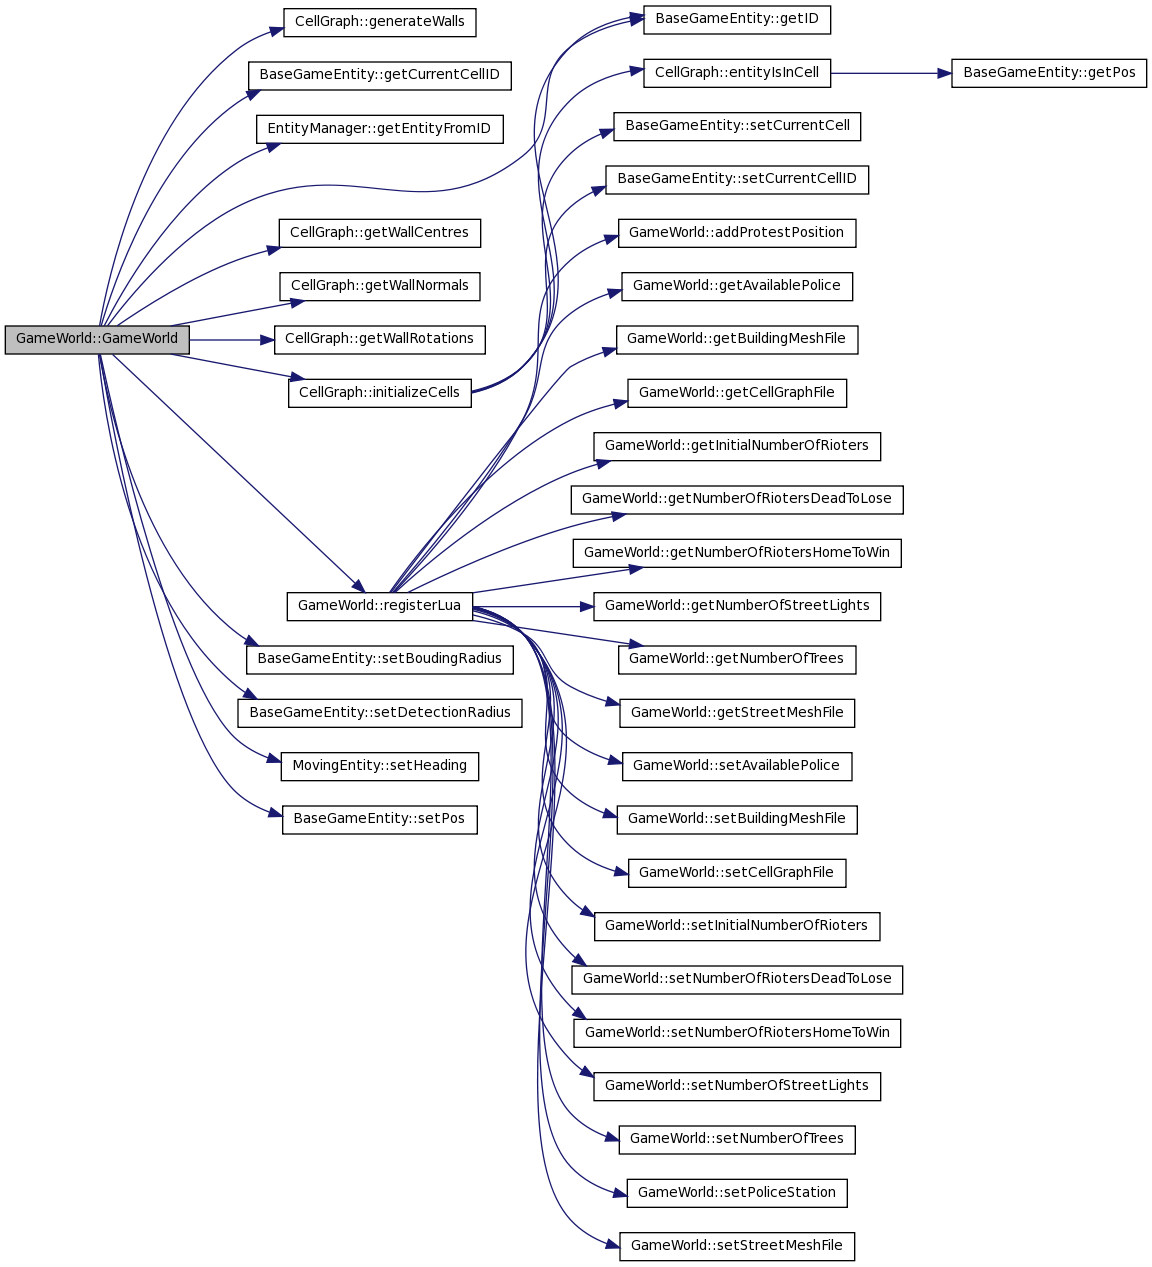 GameWorld::GameWorld
CellGraph::generateWalls
BaseGameEntity::getCurrentCellID
EntityManager::getEntityFromID
CellGraph::getWallCentres
CellGraph::getWallNormals
CellGraph::getWallRotations
CellGraph::initializeCells
GameWorld::registerLua
BaseGameEntity::setBoudingRadius
BaseGameEntity::setDetectionRadius
MovingEntity::setHeading
BaseGameEntity::setPos
BaseGameEntity::getID
CellGraph::entityIsInCell
BaseGameEntity::setCurrentCell
BaseGameEntity::setCurrentCellID
GameWorld::addProtestPosition
GameWorld::getAvailablePolice
GameWorld::getBuildingMeshFile
GameWorld::getCellGraphFile
GameWorld::getInitialNumberOfRioters
GameWorld::getNumberOfRiotersDeadToLose
GameWorld::getNumberOfRiotersHomeToWin
GameWorld::getNumberOfStreetLights
GameWorld::getNumberOfTrees
GameWorld::getStreetMeshFile
GameWorld::setAvailablePolice
GameWorld::setBuildingMeshFile
GameWorld::setCellGraphFile
GameWorld::setInitialNumberOfRioters
GameWorld::setNumberOfRiotersDeadToLose
GameWorld::setNumberOfRiotersHomeToWin
GameWorld::setNumberOfStreetLights
GameWorld::setNumberOfTrees
GameWorld::setPoliceStation
GameWorld::setStreetMeshFile
BaseGameEntity::getPos